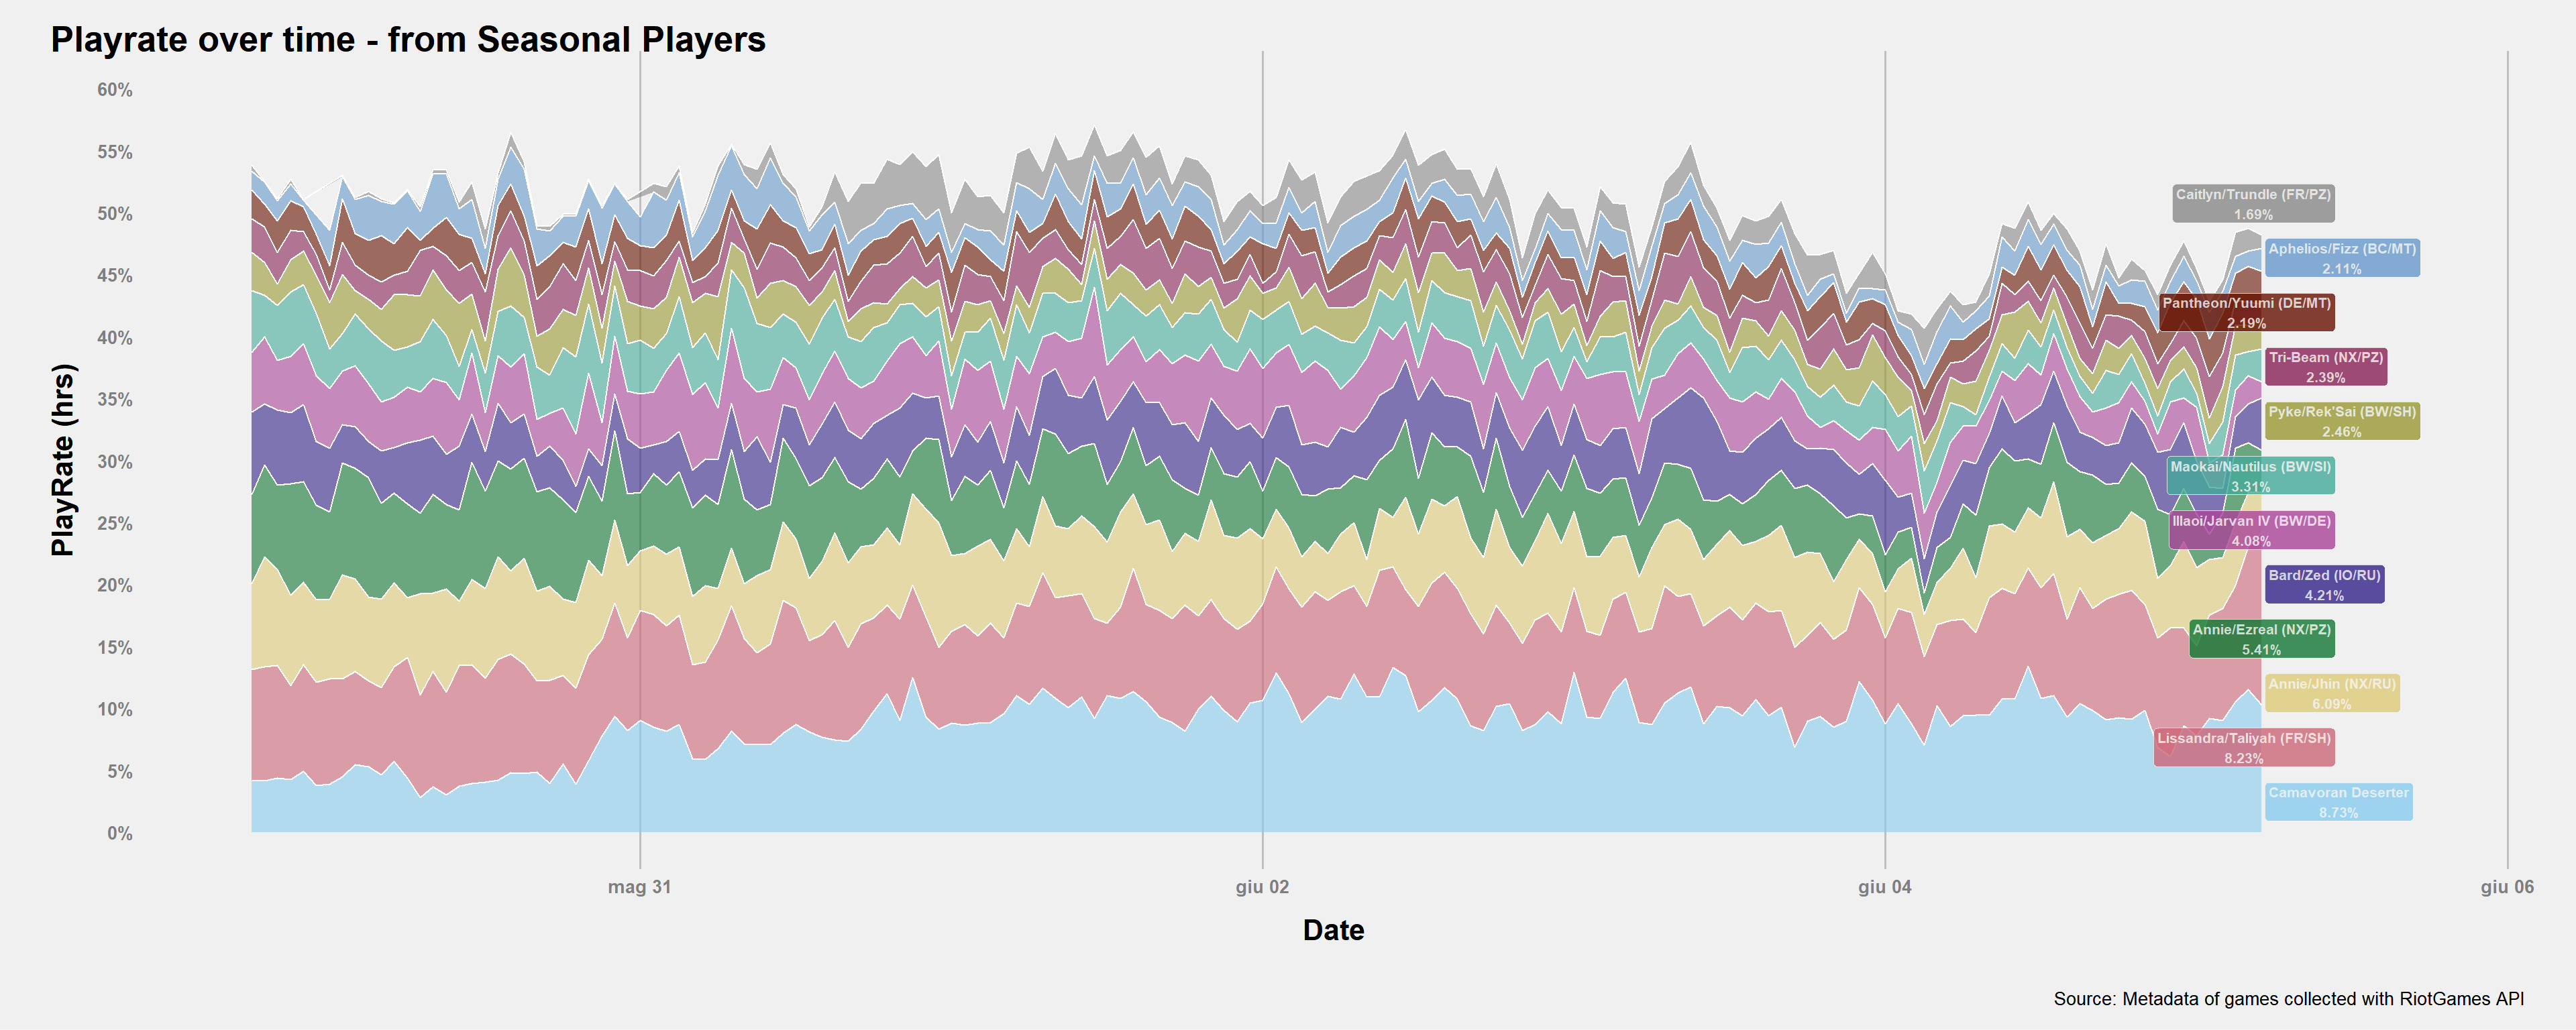 Playrate over time - from Seasonal Players
PlayRate (hrs)
60%
55%
50%
45%
40%
35%
30%
25%
20%
15%
10%
5%
0%
Caitlyn/Trundle (FR/PZ)
1.69%
Aphelios/Fizz (BC/MT)
2.11%
Pantheon/Yuumi (DE/MT)
2.19%
Tri-Beam (NX/PZ)
2.39%
Pyke/Rek'Sai (BW/SH)
2.46%
Maokai/Nautilus (BW/SI)
3.31%
Illaoi/Jarvan IV (BW/DE)
4.08%
Bard/Zed (IO/RU)
4.21%
Annie/Ezreal (NX/PZ)
5.41%
Annie/Jhin (NX/RU)
6.09%
Lissandra/Taliyah (FR/SH)
8.23%
Camavoran Deserter
8.73%
mag 31
giu 02
giu 04
giu 06
Date
Source: Metadata of games collected with RiotGames API